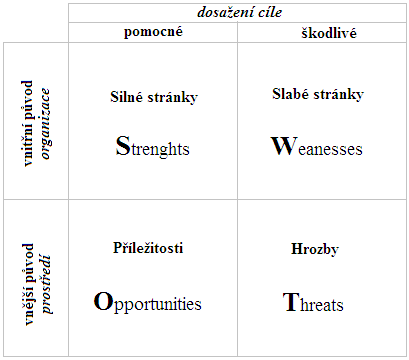 dosažení cíle
pomocné
škodlivé
vnitřní původ
organizace
Silné stránky
Strenghts
Slabé stránky
Weanesses
vnější původ
prostředí
Příležitosti
Opportunities
Hrozby
Threats